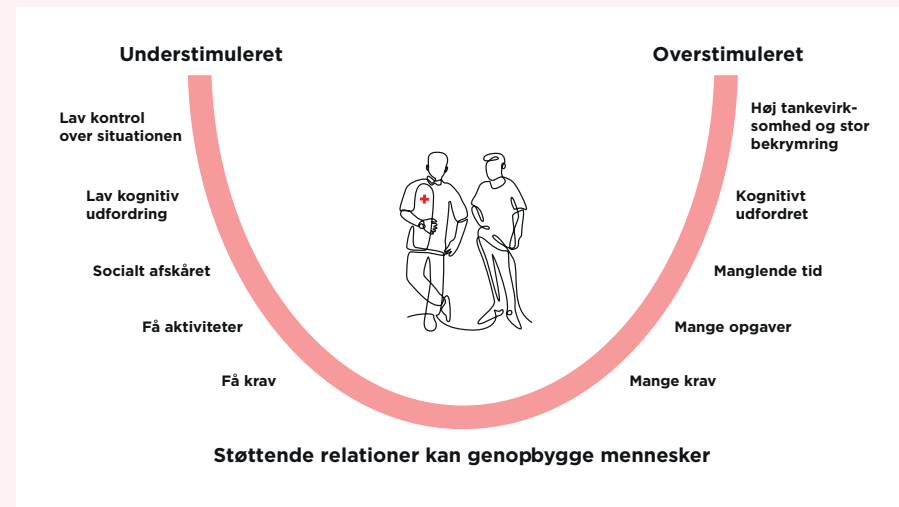 Understimuleret
Overstimuleret
Lav kontrol
over situationen
Lav kognitiv
udfordring
Socialt afskåret
Få aktiviteter
Få krav
Høj tankevirk-
somhed og stor
bekrymring
Kognitivt
udfordret
Manglende tid
Mange opgaver
Mange krav
Støttende relationer kan genopbygge mennesker